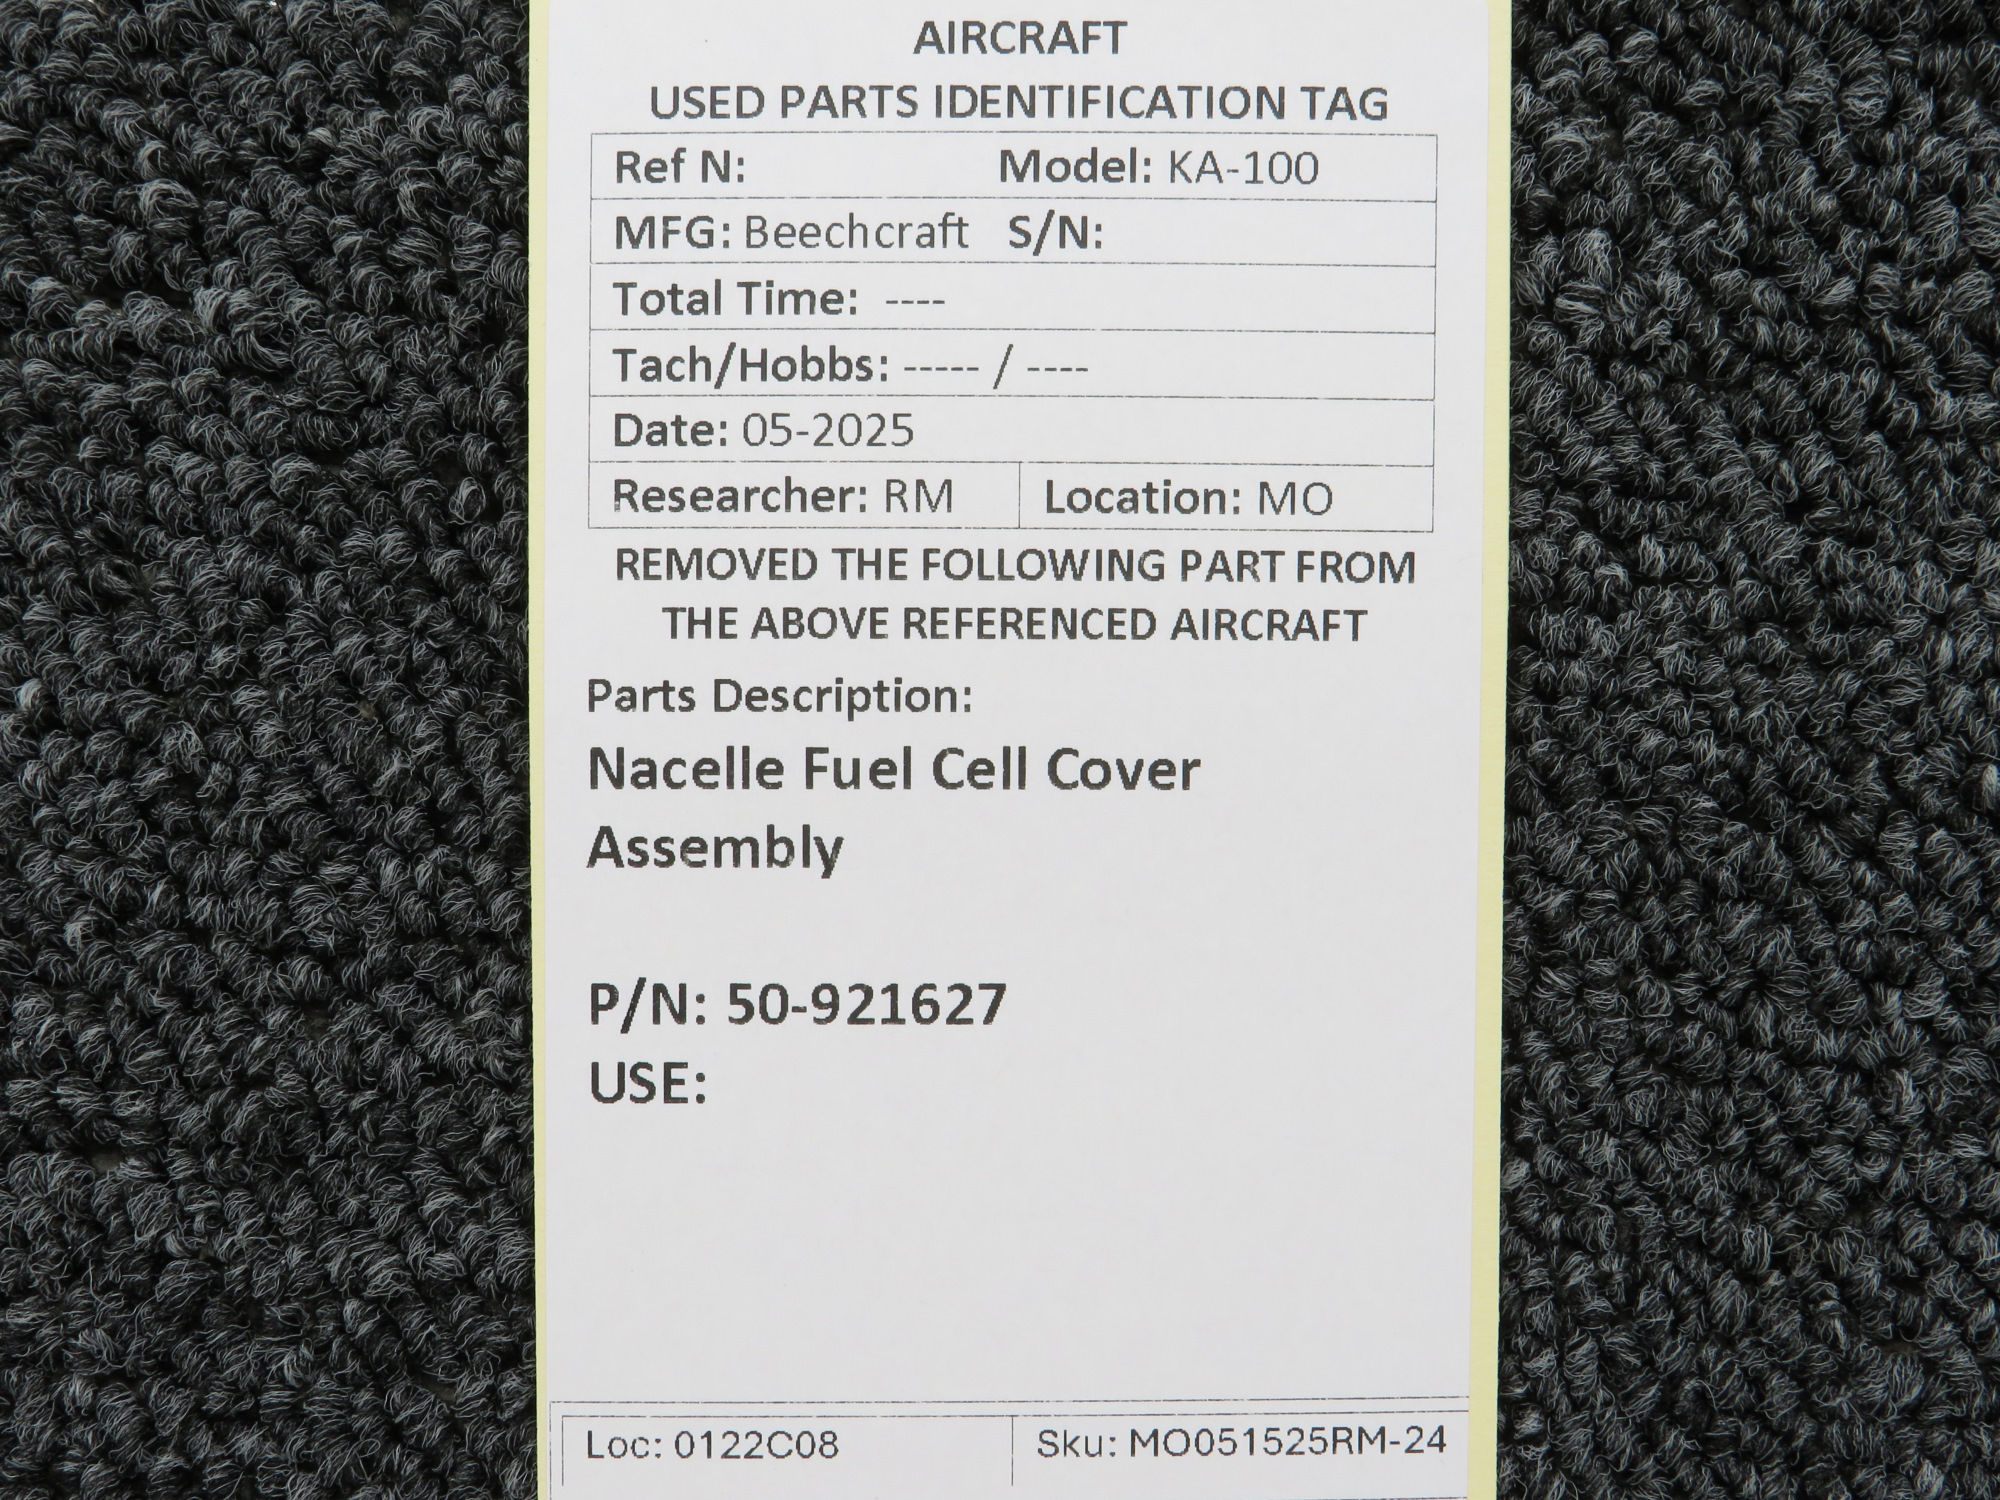 AIRCRAFT
USED PARTS IDENTIFICATION TAG
Ref N: Model: KA-100
MFG: Beechcraft S/N:
Total Time: ----
Tach/Hobbs: ----- / ----
Date: 05-2025
Researcher: RM Location: MO
REMOVED THE FOLLOWING PART FROM
THE ABOVE REFERENCED AIRCRAFT
Parts Description:
Nacelle Fuel Cell Cover
Assembly
P/N: 50-921627
USE:
Loc: 0122C08 Sku: MO051525RM-24